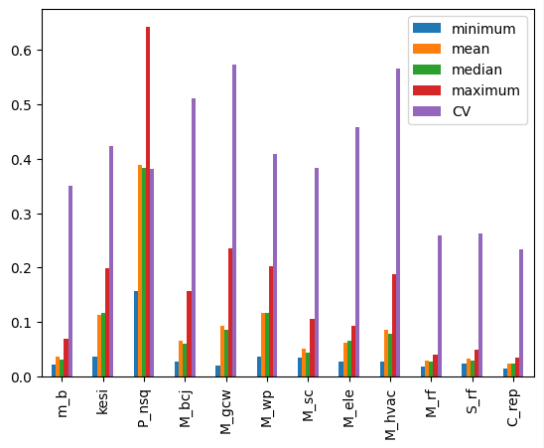 minimum
mean
median
maximum
CV
0.6
0.5
0.4
0.3
0.2
0.1
0.0
m_b
kesi
P_nsq
M_bcj
M_gcw
M_wp
M_sc
M_ele
M_hvac
M_rf
S_rf
C_rep